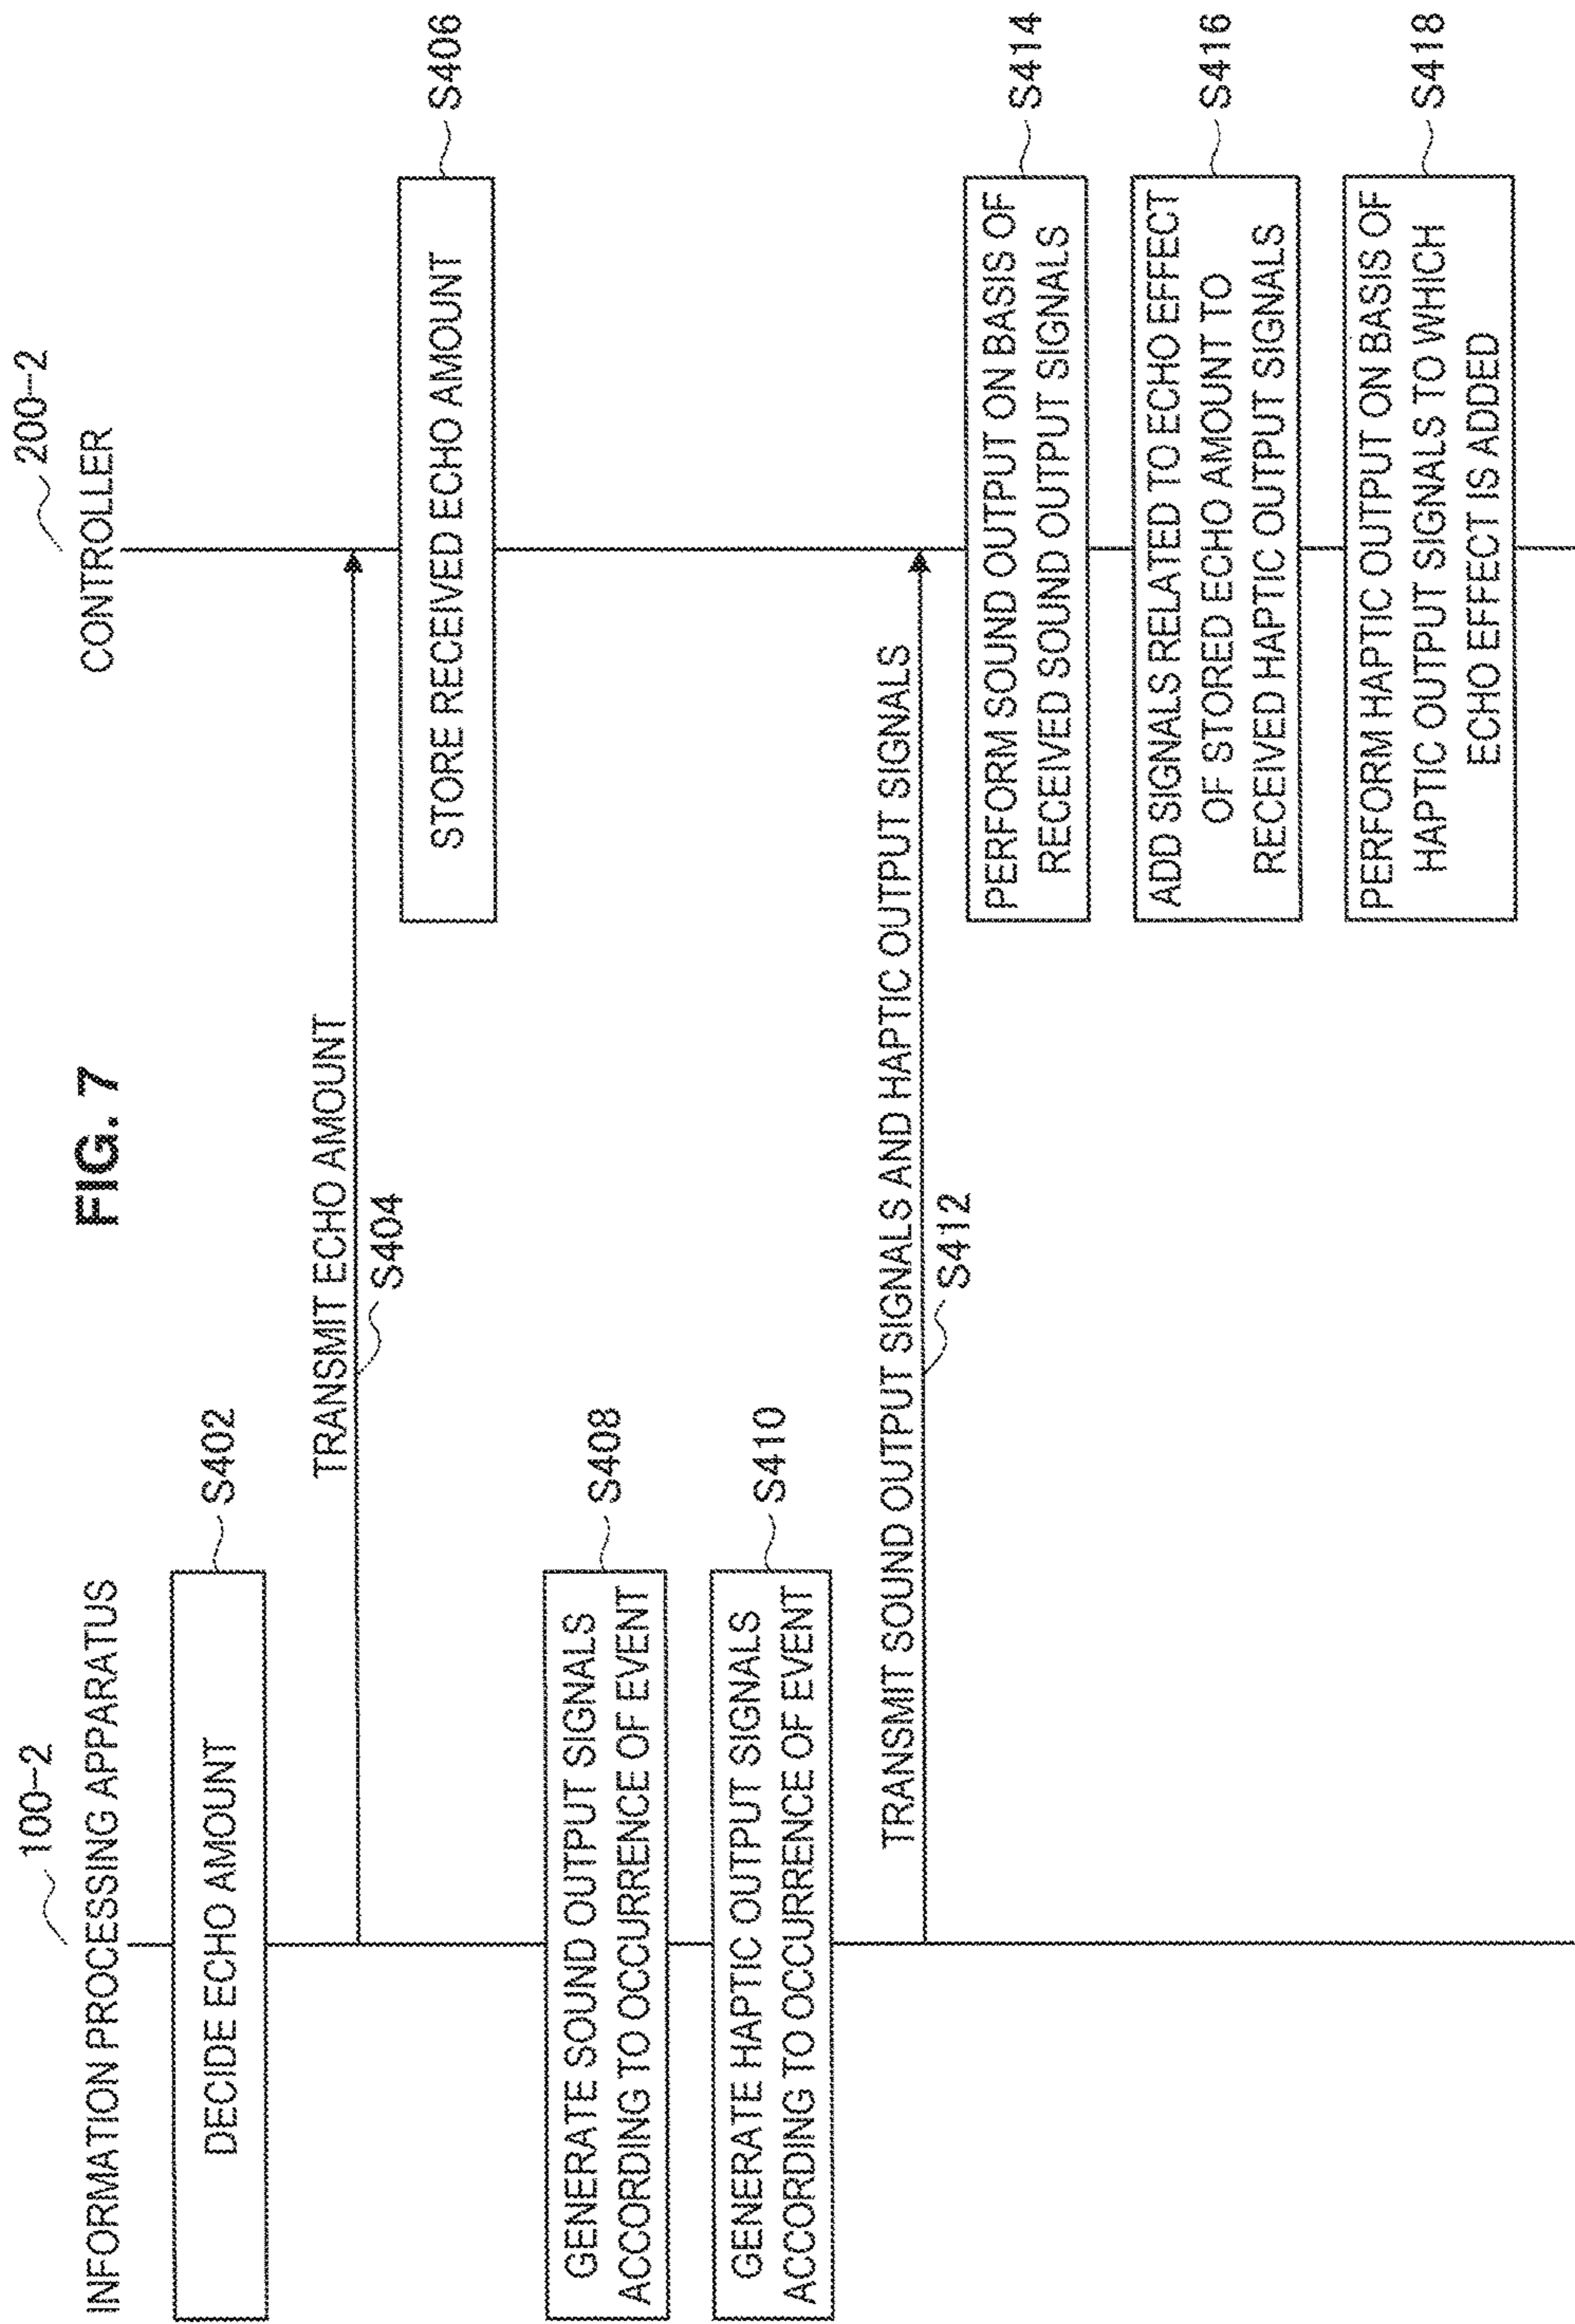 FIG. 7
100-2
INFORMATION PROCESSING APPARATUS
200-2
CONTROLLER
DECIDE ECHO AMOUNT
S402
TRANSMIT ECHO AMOUNT
S404
STORE RECEIVED ECHO AMOUNT
S406
GENERATE SOUND OUTPUT SIGNALS
ACCORDING TO OCCURRENCE OF EVENT
S408
GENERATE HAPTIC OUTPUT SIGNALS
ACCORDING TO OCCURRENCE OF EVENT
S410
TRANSMIT SOUND OUTPUT SIGNALS AND HAPTIC OUTPUT SIGNALS
S412
PERFORM SOUND OUTPUT ON BASIS OF
RECEIVED SOUND OUTPUT SIGNALS
S414
ADD SIGNALS RELATED TO ECHO EFFECT
OF STORED ECHO AMOUNT TO
RECEIVED HAPTIC OUTPUT SIGNALS
S416
PERFORM HAPTIC OUTPUT ON BASIS OF
HAPTIC OUTPUT SIGNALS TO WHICH
ECHO EFFECT IS ADDED
S418